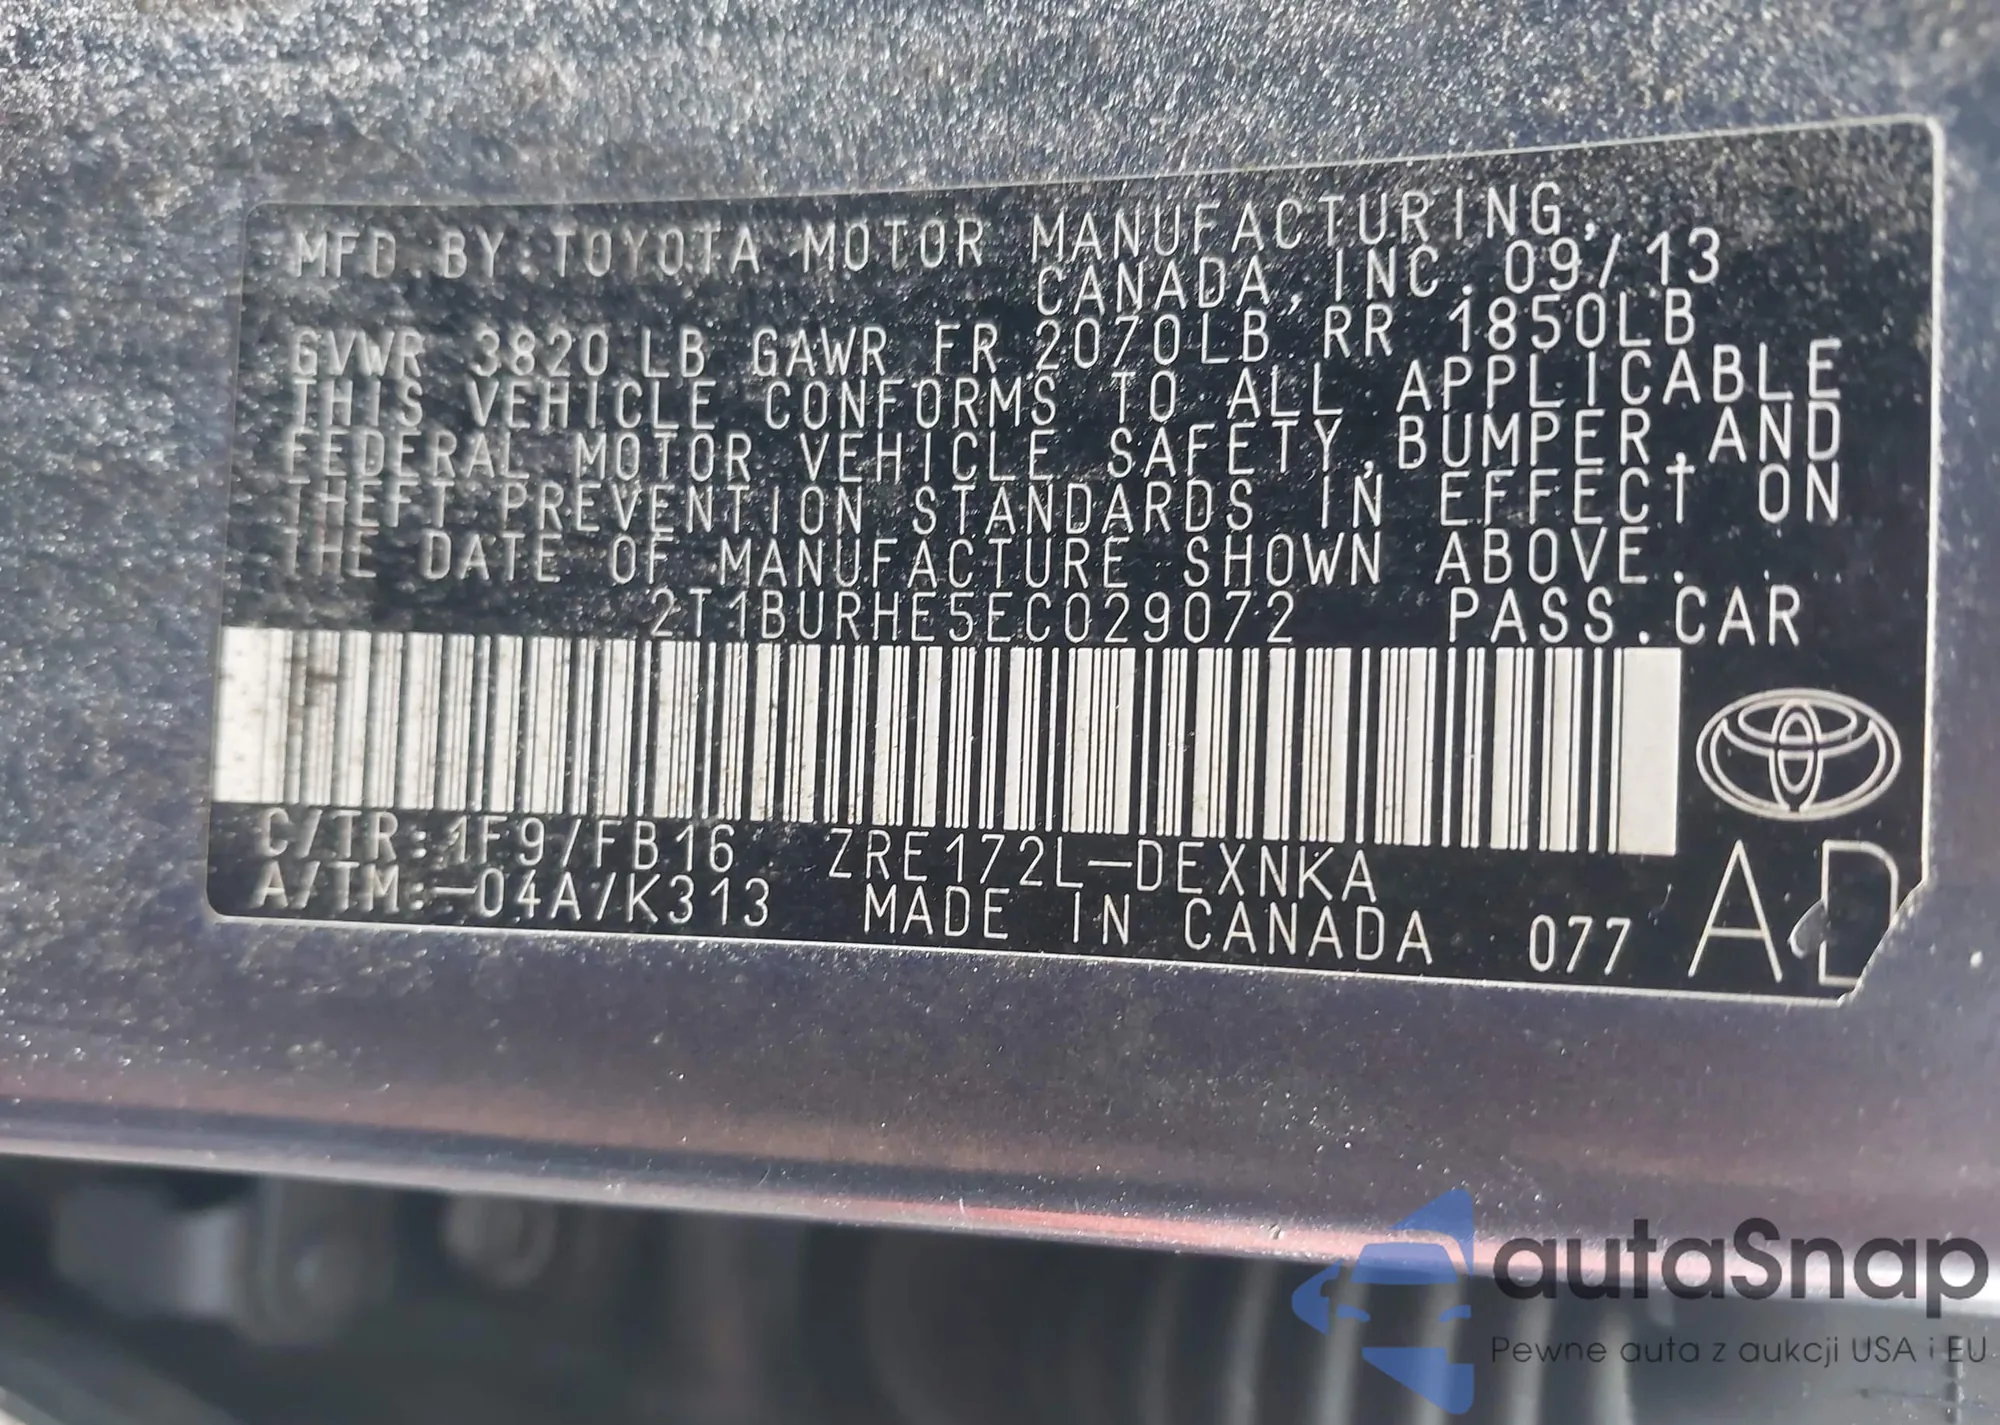 MFD. BY: TOYOTA MOTOR MANUFACTURING,
CANADA, INC. 09/13
GVWR 3820 LB GAWR FR 2070LB RR 1850LB
THIS VEHICLE CONFORMS TO ALL APPLICABLE
FEDERAL MOTOR VEHICLE SAFETY, BUMPER, AND
THEFT PREVENTION STANDARDS IN EFFECT ON
THE DATE OF MANUFACTURE SHOWN ABOVE.
2T1BURHE5EC029072 PASS.CAR
C/TR:1F9/FB16 ZRE172L-DEXNKA
A/TM:-04A/K313 MADE IN CANADA 077
AD
autaSnap
Pewne auta z aukcji USA i EU